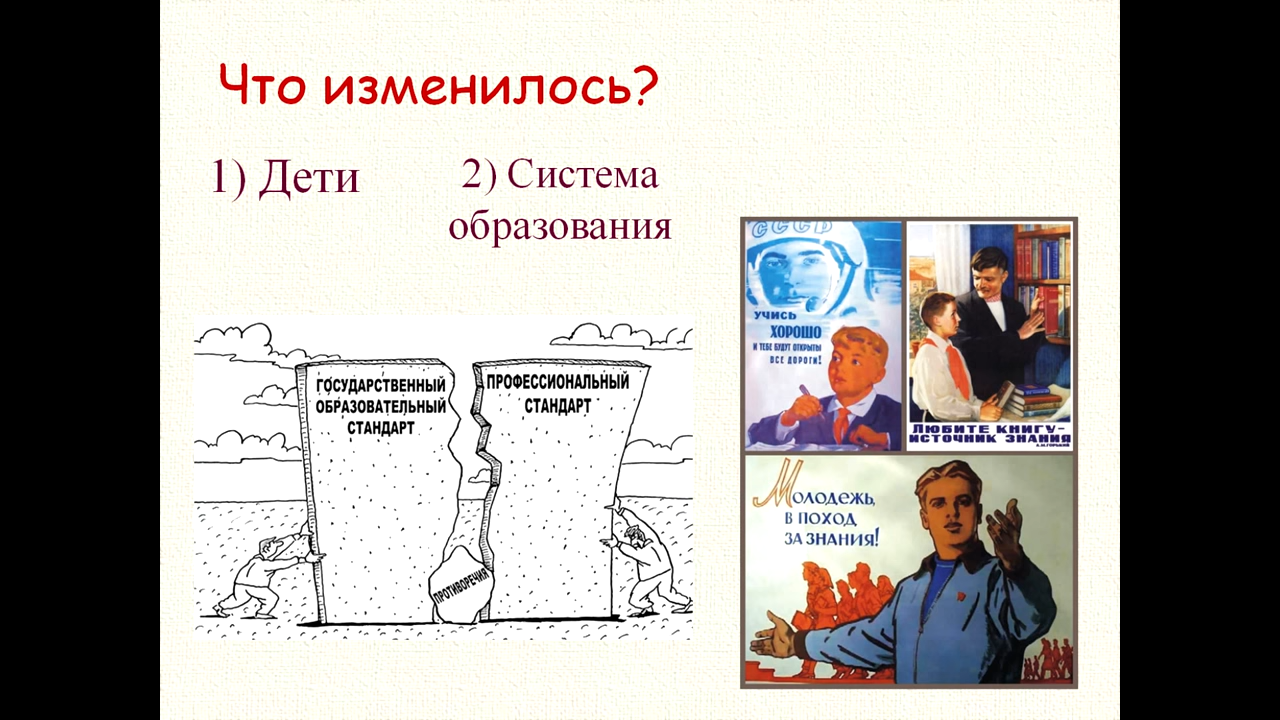 Что изменилось?
1) Дети
2) Система
образования
ГОСУДАРСТВЕННЫЙ
ОБРАЗОВАТЕЛЬНЫЙ
СТАНДАРТ
ПРОФЕССИОНАЛЬНЫЙ
СТАНДАРТ
ПРОТИВОРЕЧИЯ
СССР
УЧИСЬ
ХОРОШО
И ТЕБЕ БУДУТ ОТКРЫТЫ
ВСЕ ДОРОГИ!
ЛЮБИТЕ КНИГУ-
ИСТОЧНИК ЗНАНИЯ
А.М.ГОРЬКИЙ
Молодежь,
в поход
за знания!